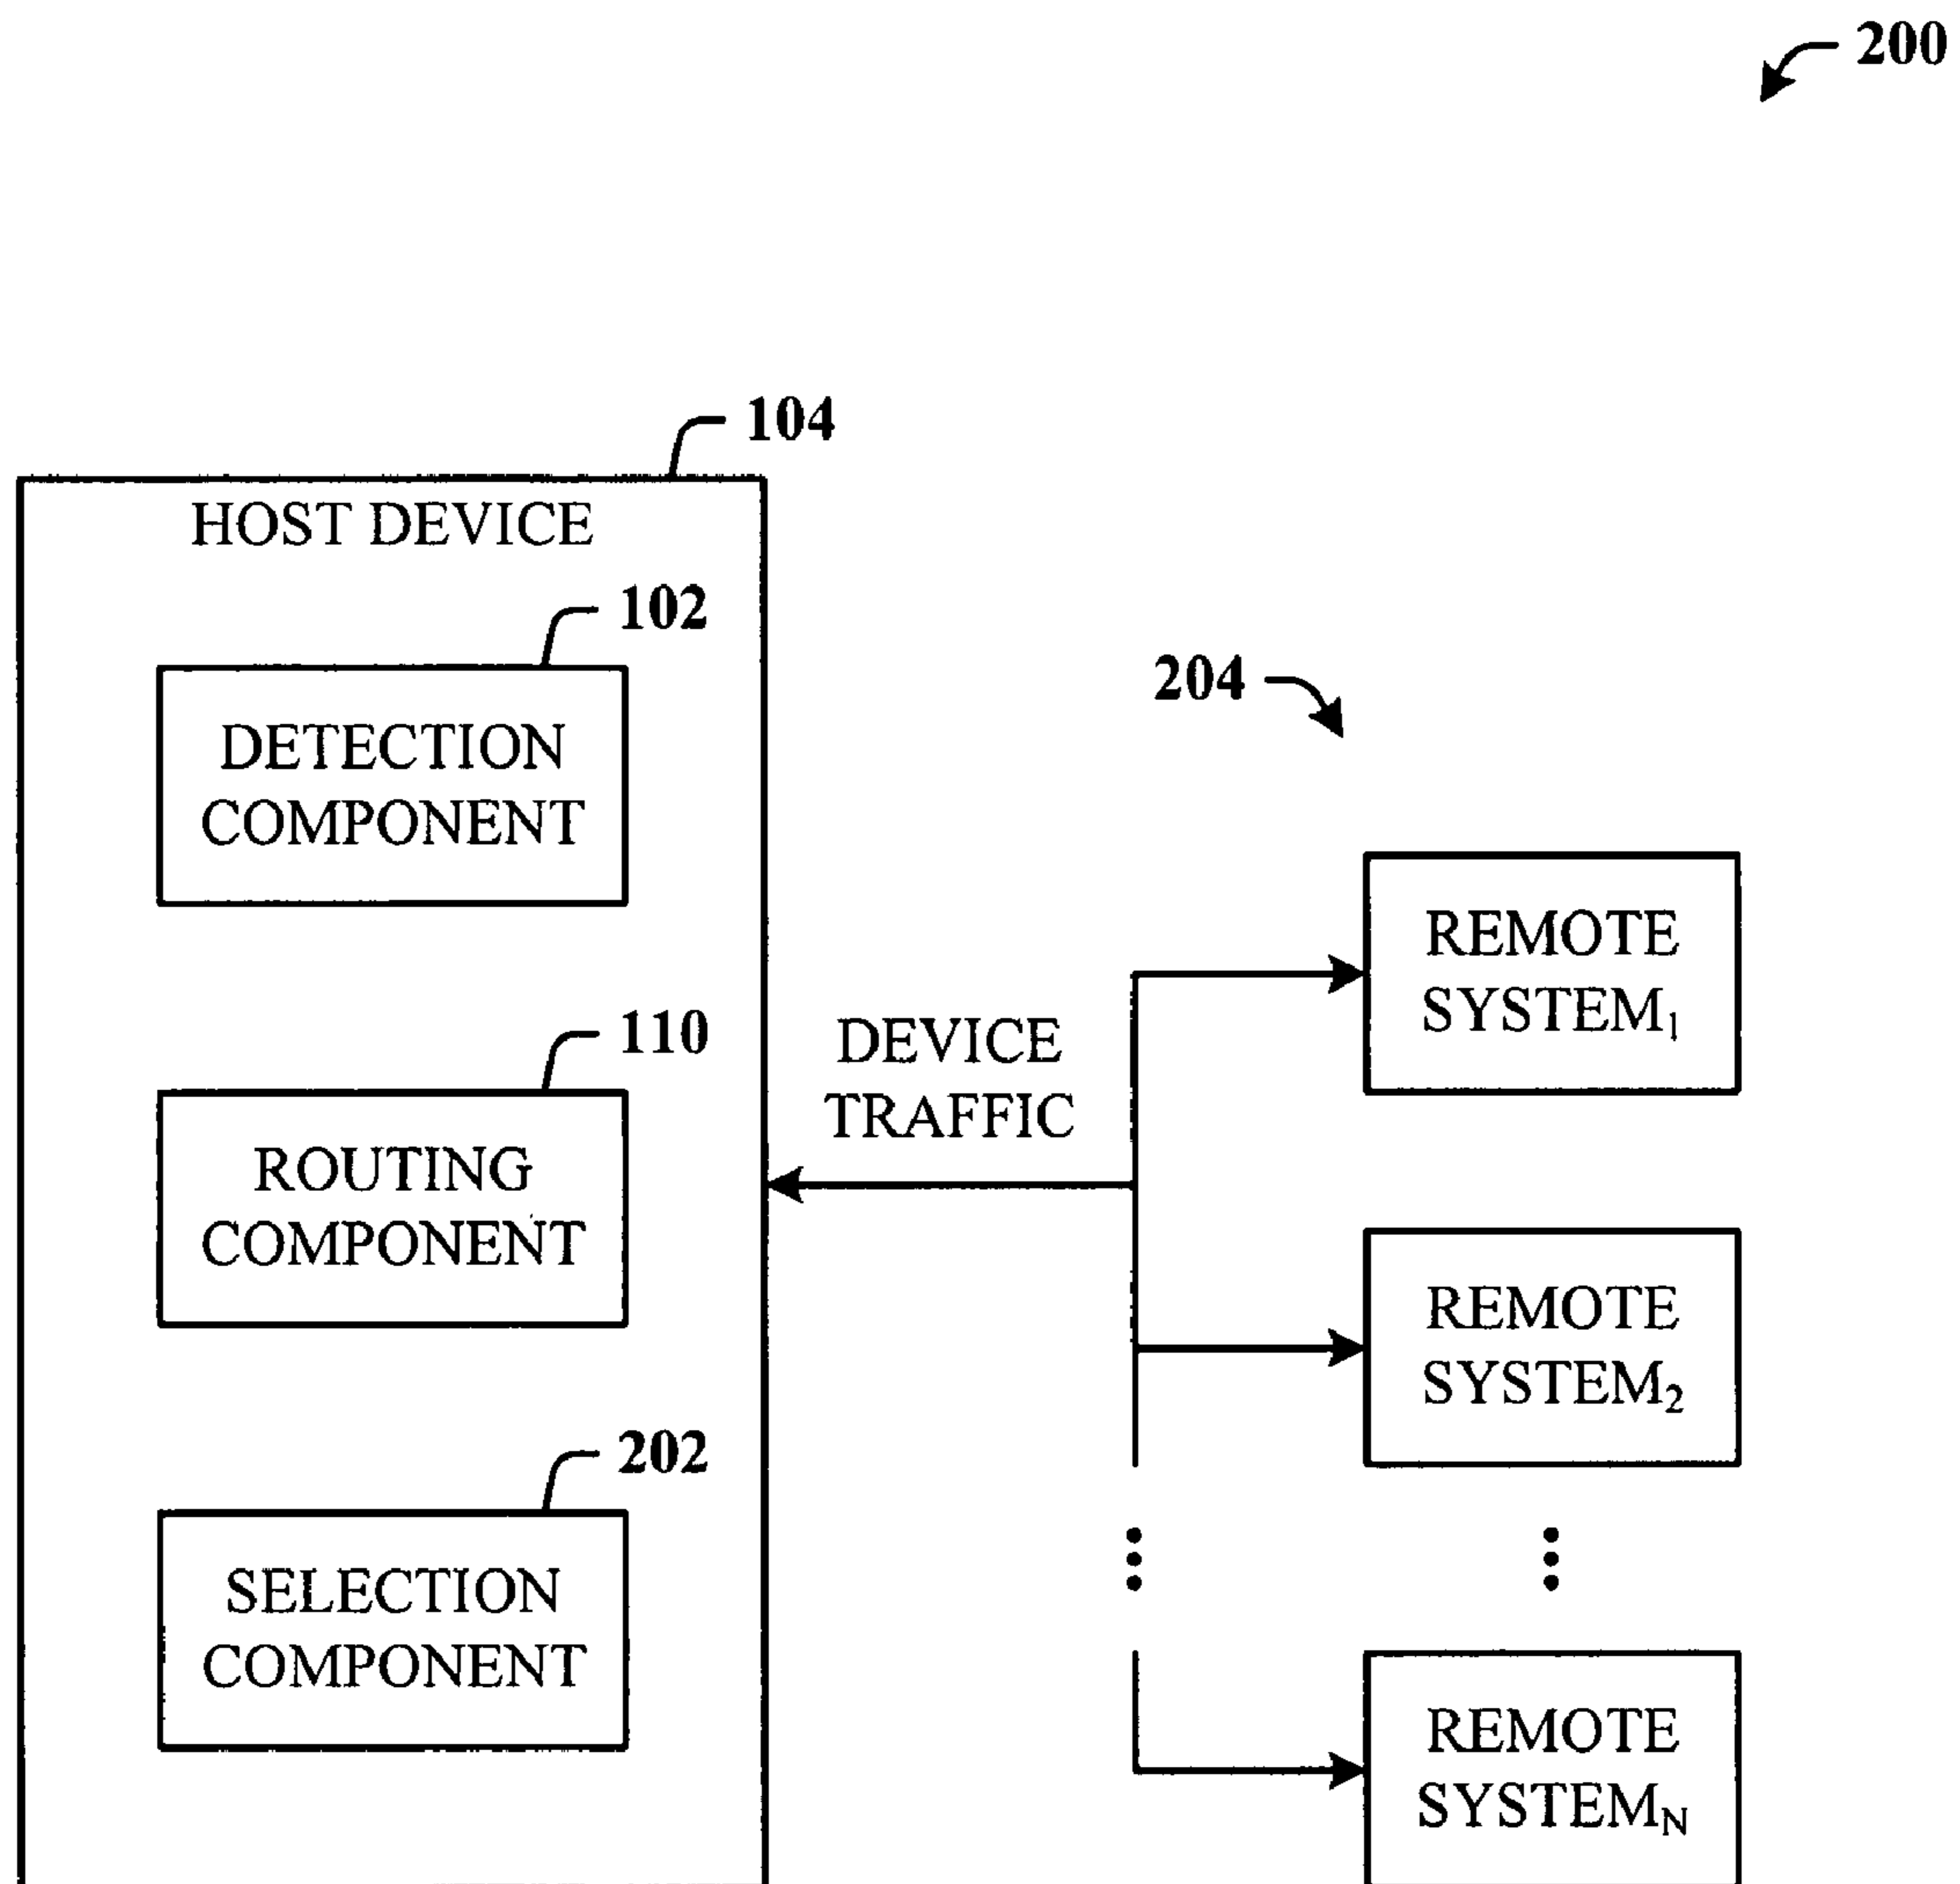 200
104
HOST DEVICE
102
DETECTION
COMPONENT
204
REMOTE
SYSTEM₁
110
DEVICE
TRAFFIC
ROUTING
COMPONENT
REMOTE
SYSTEM₂
202
SELECTION
COMPONENT
REMOTE
SYSTEMN